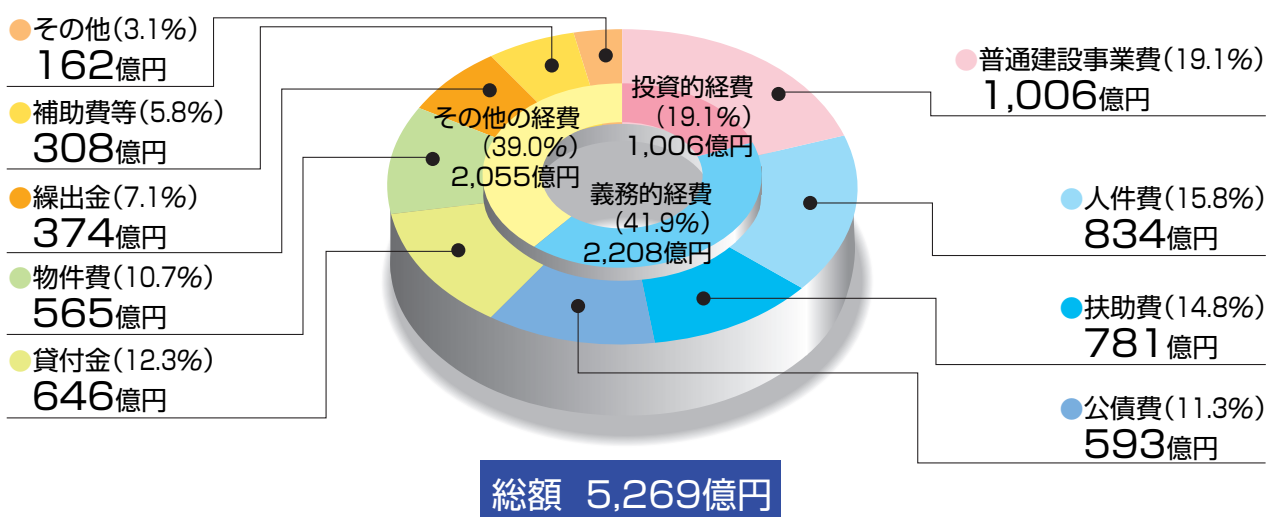 ●その他(3.1%)
162億円
●補助費等(5.8%)
308億円
●繰出金(7.1%)
374億円
●物件費(10.7%)
565億円
●貸付金(12.3%)
646億円
その他の経費
(39.0%)
2,055億円
投資的経費
(19.1%)
1,006億円
義務的経費
(41.9%)
2,208億円
●普通建設事業費(19.1%)
1,006億円
●人件費(15.8%)
834億円
●扶助費(14.8%)
781億円
●公債費(11.3%)
593億円
総額 5,269億円